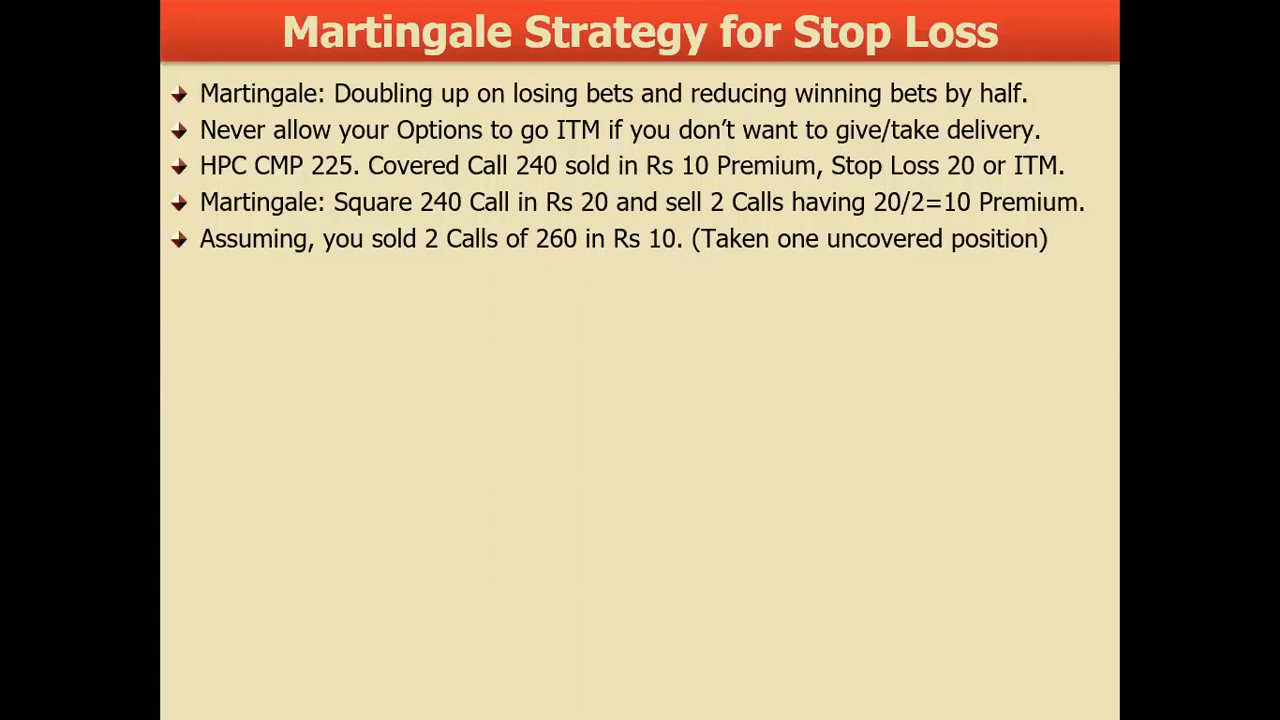 Martingale Strategy for Stop Loss
Martingale: Doubling up on losing bets and reducing winning bets by half.
Never allow your Options to go ITM if you don’t want to give/take delivery.
HPC CMP 225. Covered Call 240 sold in Rs 10 Premium, Stop Loss 20 or ITM.
Martingale: Square 240 Call in Rs 20 and sell 2 Calls having 20/2=10 Premium.
Assuming, you sold 2 Calls of 260 in Rs 10. (Taken one uncovered position)